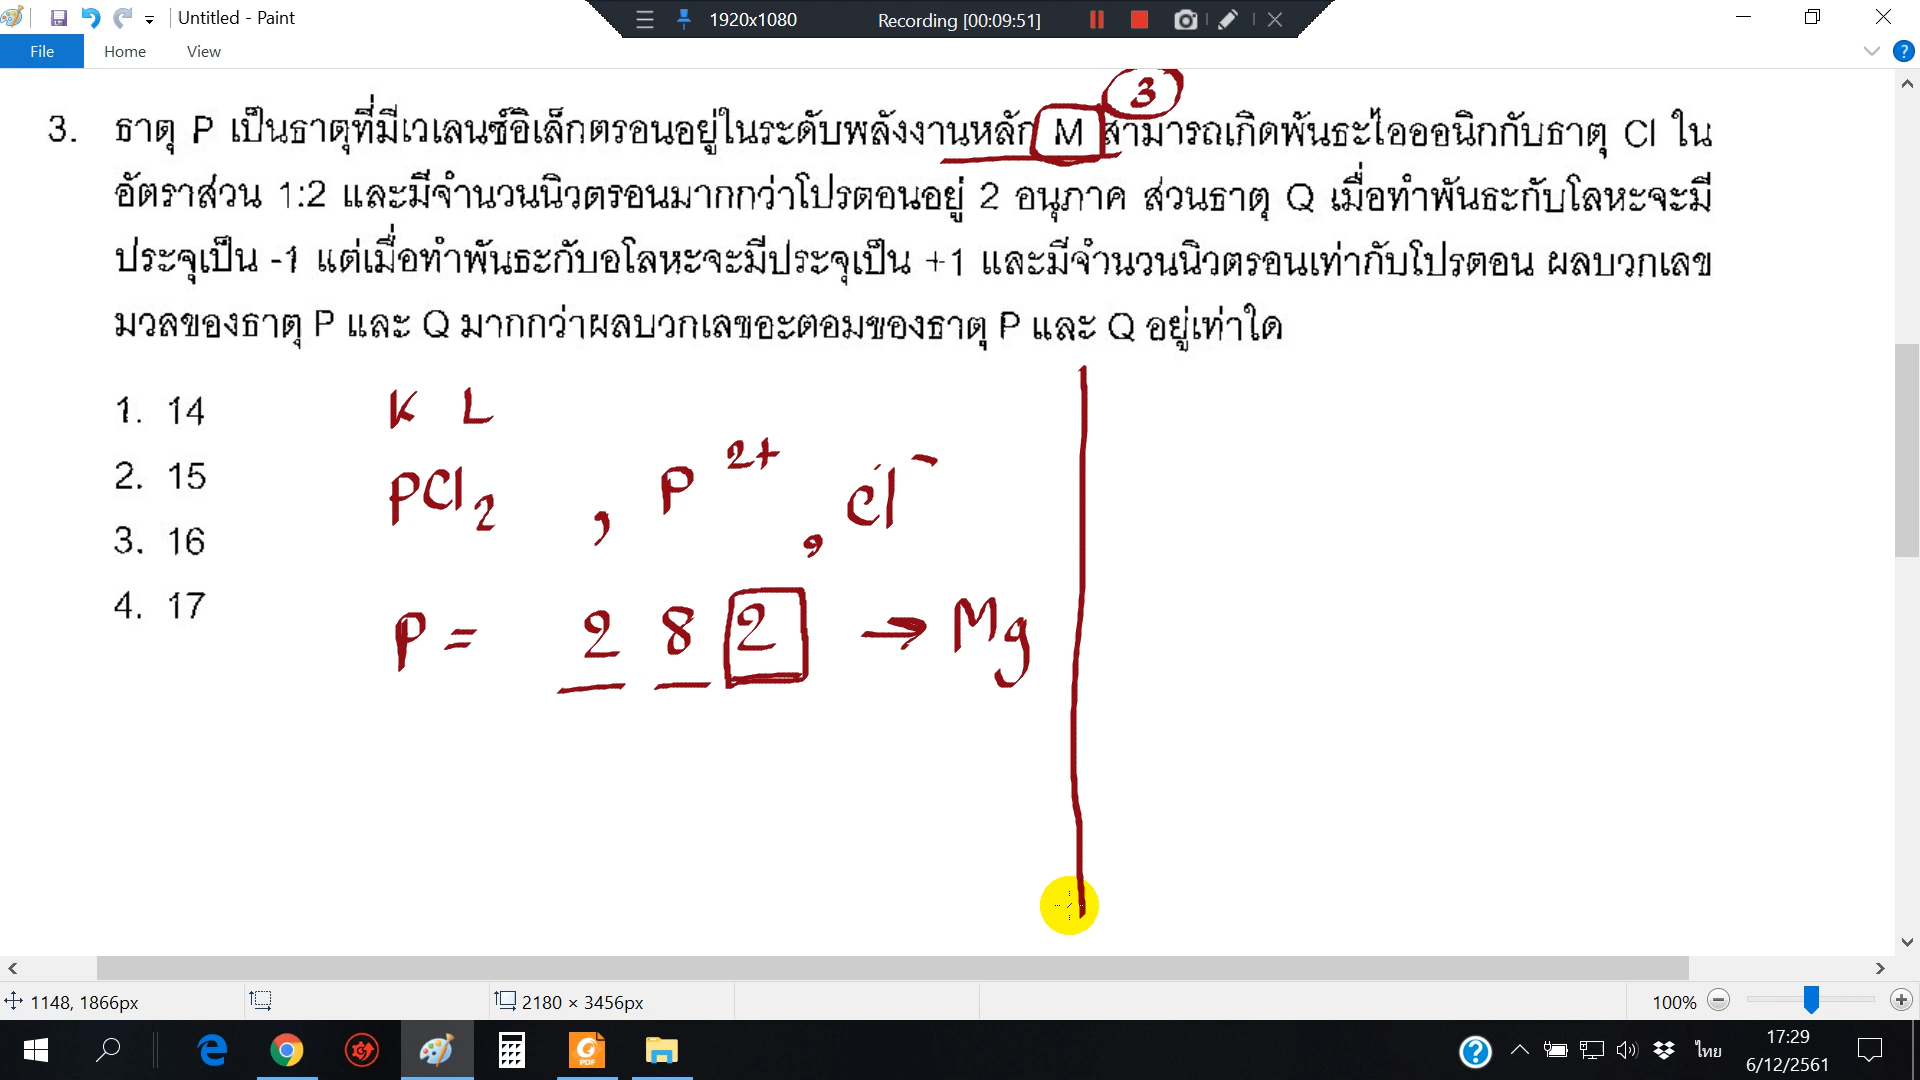 Untitled - Paint
1920x1080
Recording [00:09:51]
File
Home
View
3
3. ธาตุ P เป็นธาตุที่มีเวเลนซ์อิเล็กตรอนอยู่ในระดับพลังงานหลัก M สามารถเกิดพันธะไอออนิกกับธาตุ Cl ใน
อัตราส่วน 1:2 และมีจำนวนนิวตรอนมากกว่าโปรตอนอยู่ 2 อนุภาค ส่วนธาตุ Q เมื่อทำพันธะกับโลหะจะมี
ประจุเป็น -1 แต่เมื่อทำพันธะกับอโลหะจะมีประจุเป็น +1 และมีจำนวนนิวตรอนเท่ากับโปรตอน ผลบวกเลข
มวลของธาตุ P และ Q มากกว่าผลบวกเลขอะตอมของธาตุ P และ Q อยู่เท่าใด
1. 14
2. 15
3. 16
4. 17
K L
PCl2 , P2+ , Cl-
P = 2 8 2 → Mg
1148, 1866px
2180 × 3456px
100%
PDF
ไทย
17:29
6/12/2561